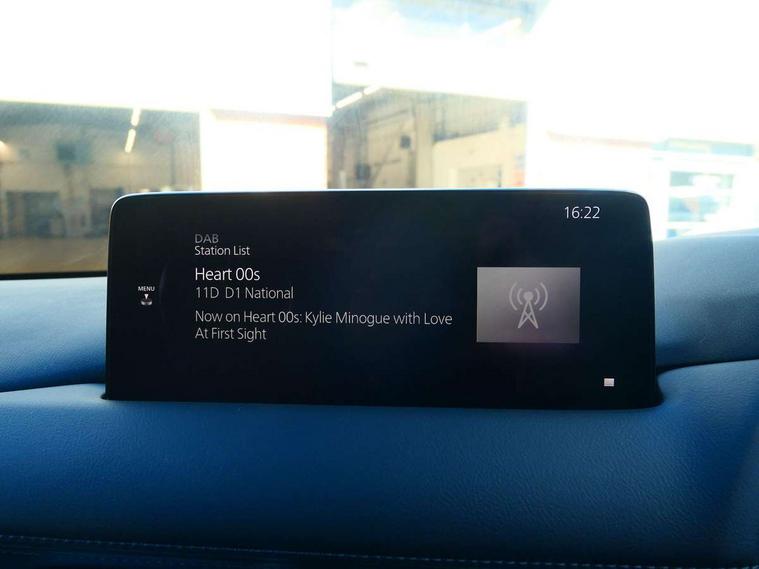 16:22
DAB
Station List
Heart 00s
MENU
11D D1 National
Now on Heart 00s: Kylie Minogue with Love
At First Sight